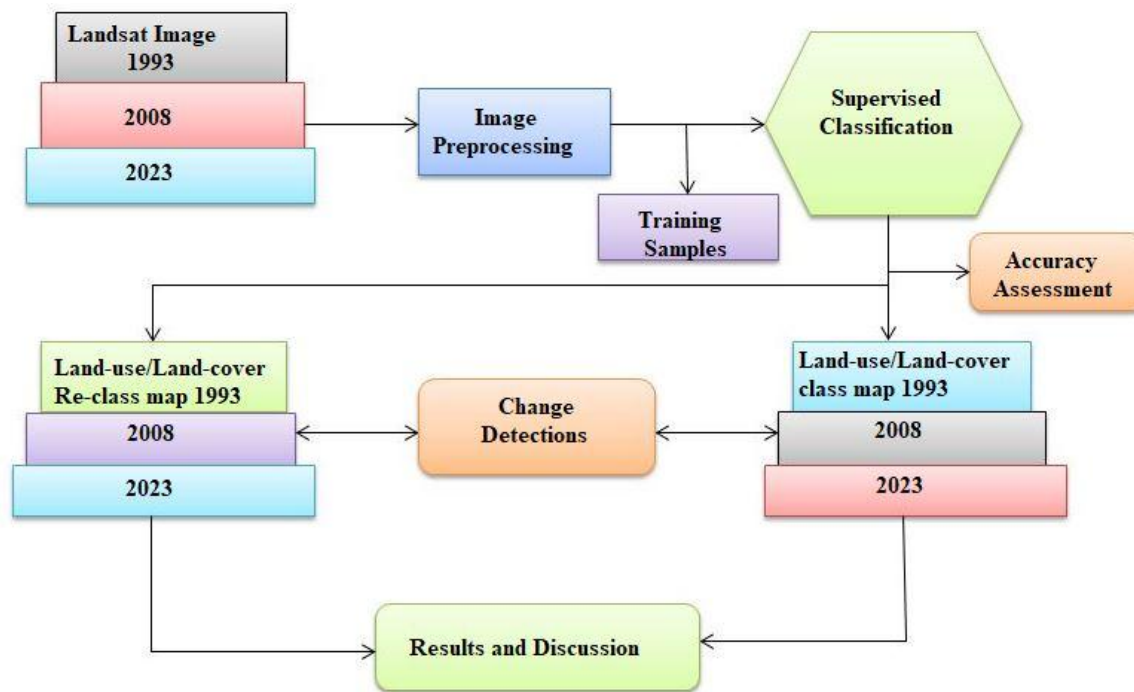 Landsat Image
1993
2008
2023
Image
Preprocessing
Supervised
Classification
Training
Samples
Accuracy
Assessment
Land-use/Land-cover
Re-class map 1993
2008
2023
Change
Detections
Land-use/Land-cover
class map 1993
2008
2023
Results and Discussion